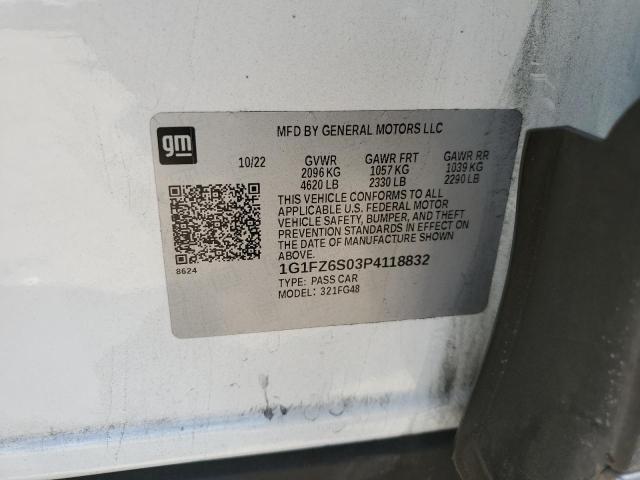 gm
MFD BY GENERAL MOTORS LLC
10/22 GVWR GAWR FRT GAWR RR
2096 KG 1057 KG 1039 KG
4620 LB 2330 LB 2290 LB
THIS VEHICLE CONFORMS TO ALL
APPLICABLE U.S. FEDERAL MOTOR
VEHICLE SAFETY, BUMPER, AND THEFT
PREVENTION STANDARDS IN EFFECT ON
THE DATE OF MANUFACTURE SHOWN
ABOVE.
8624
1G1FZ6S03P4118832
TYPE: PASS CAR
MODEL: 321FG48